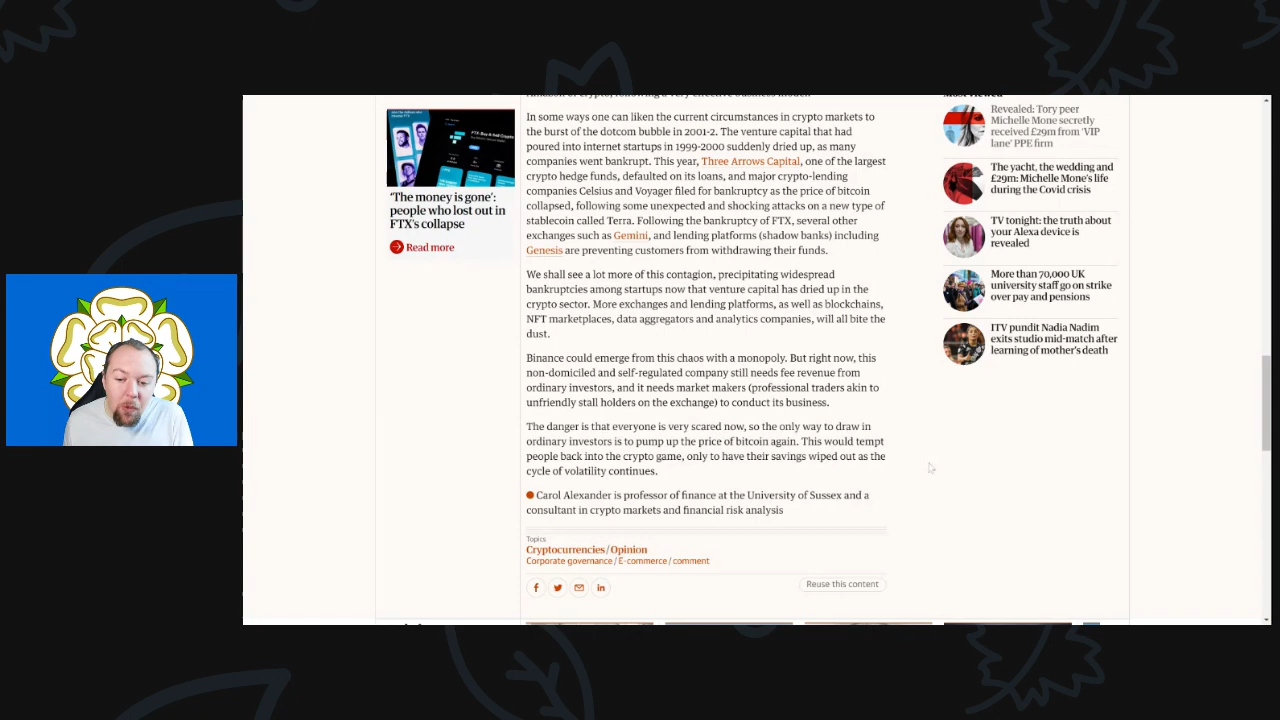 In some ways one can liken the current circumstances in crypto markets to
the burst of the dotcom bubble in 2001-2. The venture capital that had
poured into internet startups in 1999-2000 suddenly dried up, as many
companies went bankrupt. This year, Three Arrows Capital, one of the largest
crypto hedge funds, defaulted on its loans, and major crypto-lending
companies Celsius and Voyager filed for bankruptcy as the price of bitcoin
collapsed, following some unexpected and shocking attacks on a new type of
stablecoin called Terra. Following the bankruptcy of FTX, several other
exchanges such as Gemini, and lending platforms (shadow banks) including
Genesis are preventing customers from withdrawing their funds.
We shall see a lot more of this contagion, precipitating widespread
bankruptcies among startups now that venture capital has dried up in the
crypto sector. More exchanges and lending platforms, as well as blockchains,
NFT marketplaces, data aggregators and analytics companies, will all bite the
dust.
Binance could emerge from this chaos with a monopoly. But right now, this
non-domiciled and self-regulated company still needs fee revenue from
ordinary investors, and it needs market makers (professional traders akin to
unfriendly stall holders on the exchange) to conduct its business.
The danger is that everyone is very scared now, so the only way to draw in
ordinary investors is to pump up the price of bitcoin again. This would tempt
people back into the crypto game, only to have their savings wiped out as the
cycle of volatility continues.
Carol Alexander is professor of finance at the University of Sussex and a
consultant in crypto markets and financial risk analysis
Topics
Cryptocurrencies / Opinion
Corporate governance / E-commerce / comment
Reuse this content
‘The money is gone’:
people who lost out in
FTX’s collapse
Read more
Revealed: Tory peer
Michelle Mone secretly
received £29m from ‘VIP
lane’ PPE firm
The yacht, the wedding and
£29m: Michelle Mone’s life
during the Covid crisis
TV tonight: the truth about
your Alexa device is
revealed
More than 70,000 UK
university staff go on strike
over pay and pensions
ITV pundit Nadia Nadim
exits studio mid-match after
learning of mother’s death